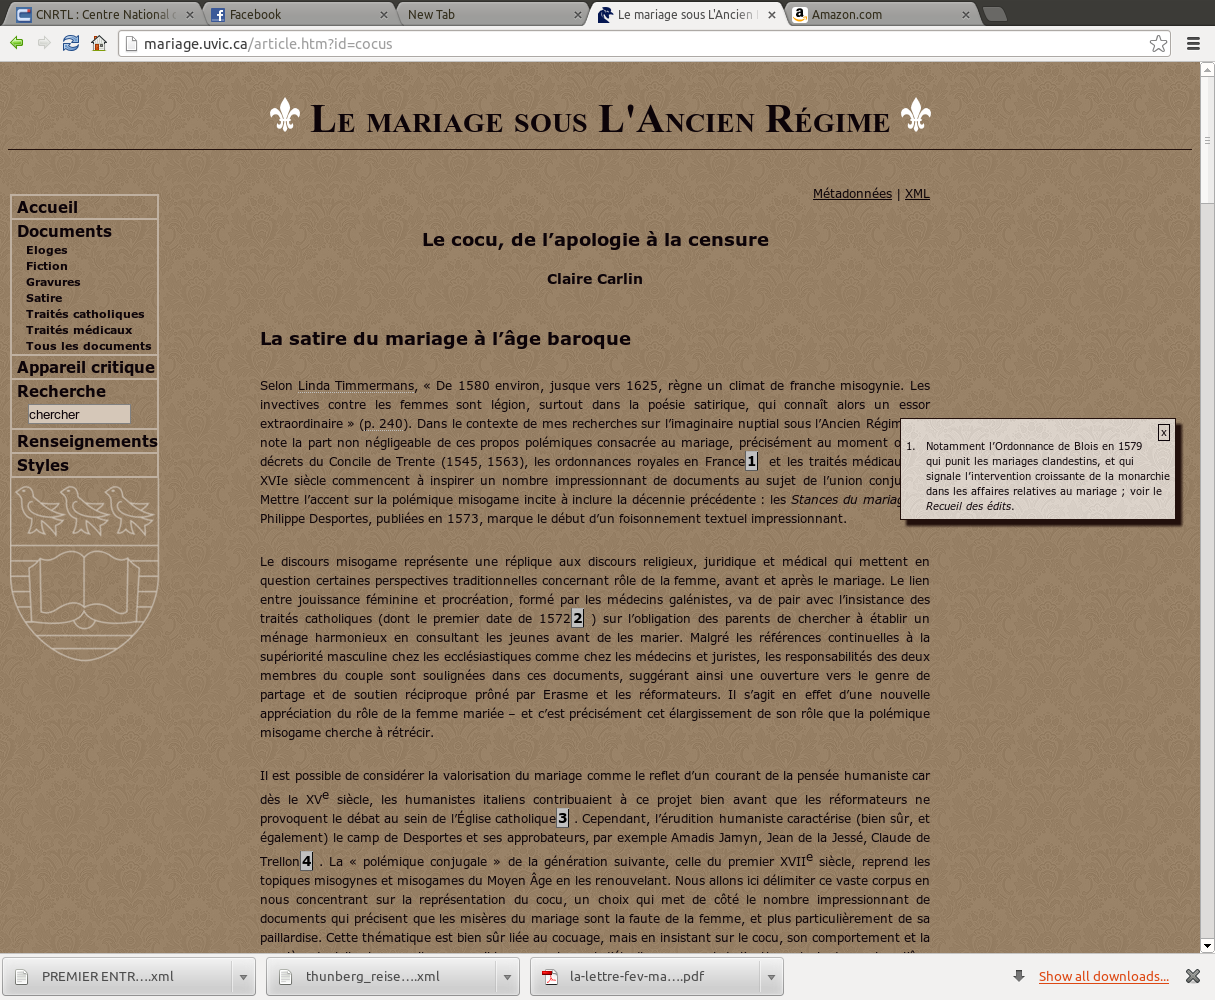 CNRTL : Centre National
Facebook
New Tab
Le mariage sous L'Ancien
Amazon.com
mariage.uvic.ca/article.htm?id=cocus
LE MARIAGE SOUS L'ANCIEN RÉGIME
Métadonnées | XML
Accueil
Documents
Eloges
Fiction
Gravures
Satire
Traités catholiques
Traités médicaux
Tous les documents
Appareil critique
Recherche
chercher
Renseignements
Styles
Le cocu, de l’apologie à la censure
Claire Carlin
La satire du mariage à l’âge baroque
Selon Linda Timmermans, « De 1580 environ, jusque vers 1625, règne un climat de franche misogynie. Les
invectives contre les femmes sont légion, surtout dans la poésie satirique, qui connaît alors un essor
extraordinaire » (p. 240). Dans le contexte de mes recherches sur l’imaginaire nuptial sous l’Ancien Régim
note la part non négligeable de ces propos polémiques consacrée au mariage, précisément au moment
décrets du Concile de Trente (1545, 1563), les ordonnances royales en France1 et les traités médicau
XVIe siècle commencent à inspirer un nombre impressionnant de documents au sujet de l’union conju
Mettre l’accent sur la polémique misogame incite à inclure la décennie précédente : les Stances du maria
Philippe Desportes, publiées en 1573, marque le début d’un foisonnement textuel impressionnant.
x
1. Notamment l’Ordonnance de Blois en 1579
qui punit les mariages clandestins, et qui
signale l’intervention croissante de la monarchie
dans les affaires relatives au mariage ; voir le
Recueil des édits.
Le discours misogame représente une réplique aux discours religieux, juridique et médical qui mettent en
question certaines perspectives traditionnelles concernant rôle de la femme, avant et après le mariage. Le lien
entre jouissance féminine et procréation, formé par les médecins galénistes, va de pair avec l’insistance des
traités catholiques (dont le premier date de 15722 ) sur l’obligation des parents de chercher à établir un
ménage harmonieux en consultant les jeunes avant de les marier. Malgré les références continuelles à la
supériorité masculine chez les ecclésiastiques comme chez les médecins et juristes, les responsabilités des deux
membres du couple sont soulignées dans ces documents, suggérant ainsi une ouverture vers le genre de
partage et de soutien réciproque prôné par Erasme et les réformateurs. Il s’agit en effet d’une nouvelle
appréciation du rôle de la femme mariée – et c’est précisément cet élargissement de son rôle que la polémique
misogame cherche à rétrécir.
Il est possible de considérer la valorisation du mariage comme le reflet d’un courant de la pensée humaniste car
dès le XVe siècle, les humanistes italiens contribuaient à ce projet bien avant que les réformateurs ne
provoquent le débat au sein de l’Église catholique3 . Cependant, l’érudition humaniste caractérise (bien sûr, et
également) le camp de Desportes et ses approbateurs, par exemple Amadis Jamyn, Jean de la Jessé, Claude de
Trellon4 . La « polémique conjugale » de la génération suivante, celle du premier XVIIe siècle, reprend les
topiques misogynes et misogames du Moyen Âge en les renouvelant. Nous allons ici délimiter ce vaste corpus en
nous concentrant sur la représentation du cocu, un choix qui met de côté le nombre impressionnant de
documents qui précisent que les misères du mariage sont la faute de la femme, et plus particulièrement de sa
paillardise. Cette thématique est bien sûr liée au cocuage, mais en insistant sur le cocu, son comportement et la
PREMIER ENTR....xml
thunberg_reise....xml
la-lettre-fev-ma....pdf
Show all downloads...